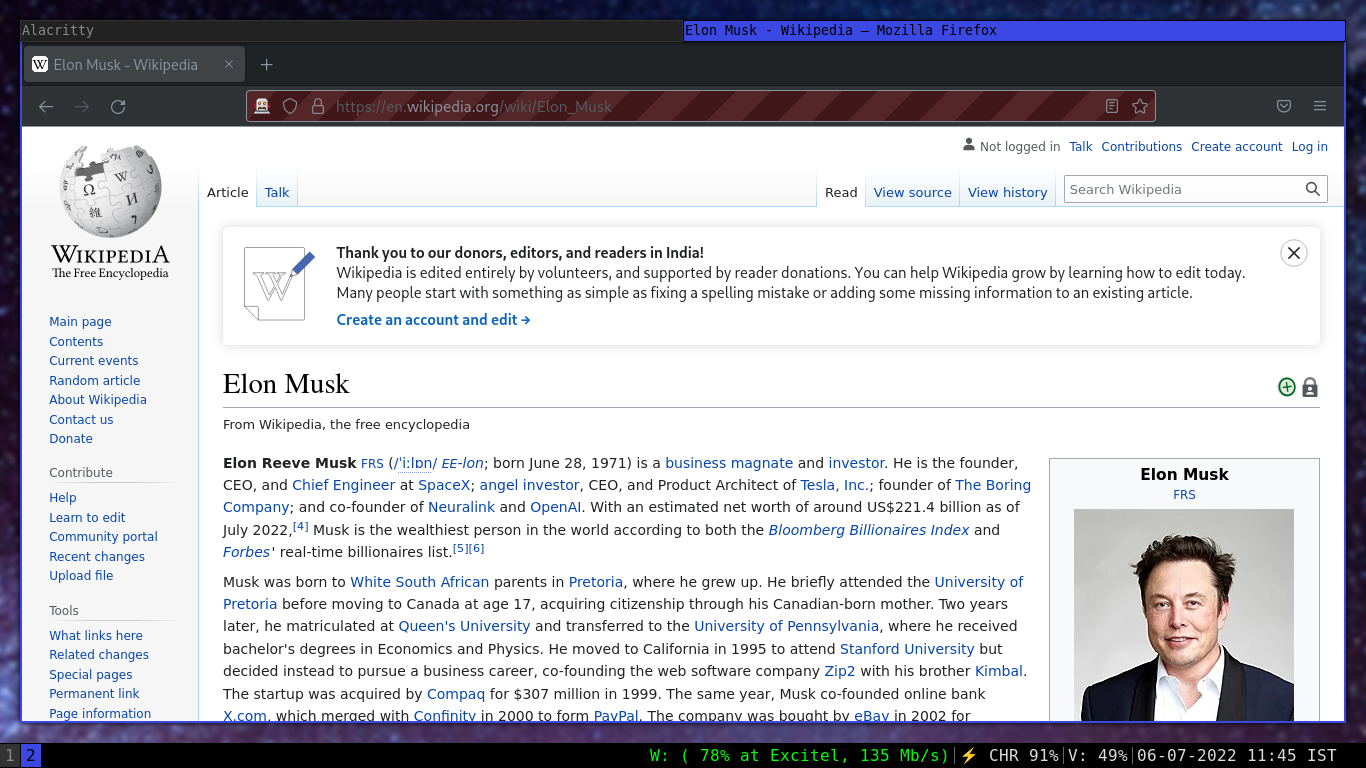 Alacritty
Elon Musk - Wikipedia — Mozilla Firefox
Elon Musk - Wikipedia
https://en.wikipedia.org/wiki/Elon_Musk
Not logged in Talk Contributions Create account Log in
Article Talk Read View source View history Search Wikipedia
WIKIPEDIA
The Free Encyclopedia
Main page
Contents
Current events
Random article
About Wikipedia
Contact us
Donate
Contribute
Help
Learn to edit
Community portal
Recent changes
Upload file
Tools
What links here
Related changes
Special pages
Permanent link
Page information
Thank you to our donors, editors, and readers in India!
Wikipedia is edited entirely by volunteers, and supported by reader donations. You can help Wikipedia grow by learning how to edit today.
Many people start with something as simple as fixing a spelling mistake or adding some missing information to an existing article.
Create an account and edit →
Elon Musk
From Wikipedia, the free encyclopedia
Elon Reeve Musk FRS (/ˈiːlɒn/ EE-lon; born June 28, 1971) is a business magnate and investor. He is the founder,
CEO, and Chief Engineer at SpaceX; angel investor, CEO, and Product Architect of Tesla, Inc.; founder of The Boring
Company; and co-founder of Neuralink and OpenAI. With an estimated net worth of around US$221.4 billion as of
July 2022,[4] Musk is the wealthiest person in the world according to both the Bloomberg Billionaires Index and
Forbes' real-time billionaires list.[5][6]
Musk was born to White South African parents in Pretoria, where he grew up. He briefly attended the University of
Pretoria before moving to Canada at age 17, acquiring citizenship through his Canadian-born mother. Two years
later, he matriculated at Queen's University and transferred to the University of Pennsylvania, where he received
bachelor's degrees in Economics and Physics. He moved to California in 1995 to attend Stanford University but
decided instead to pursue a business career, co-founding the web software company Zip2 with his brother Kimbal.
The startup was acquired by Compaq for $307 million in 1999. The same year, Musk co-founded online bank
X.com, which merged with Confinity in 2000 to form PayPal. The company was bought by eBay in 2002 for
Elon Musk
FRS
1 2
W: ( 78% at Excitel, 135 Mb/s)|⚡ CHR 91%|V: 49%|06-07-2022 11:45 IST